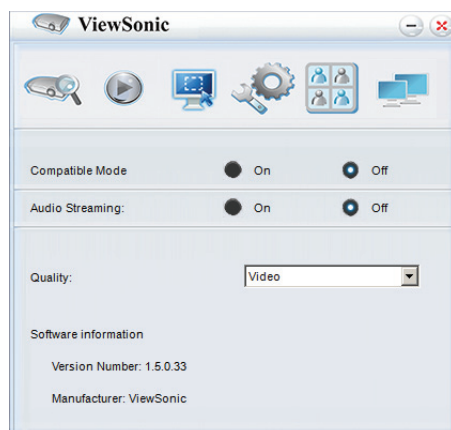 ViewSonic
Compatible Mode On Off
Audio Streaming: On Off
Quality: Video
Software information
Version Number: 1.5.0.33
Manufacturer: ViewSonic